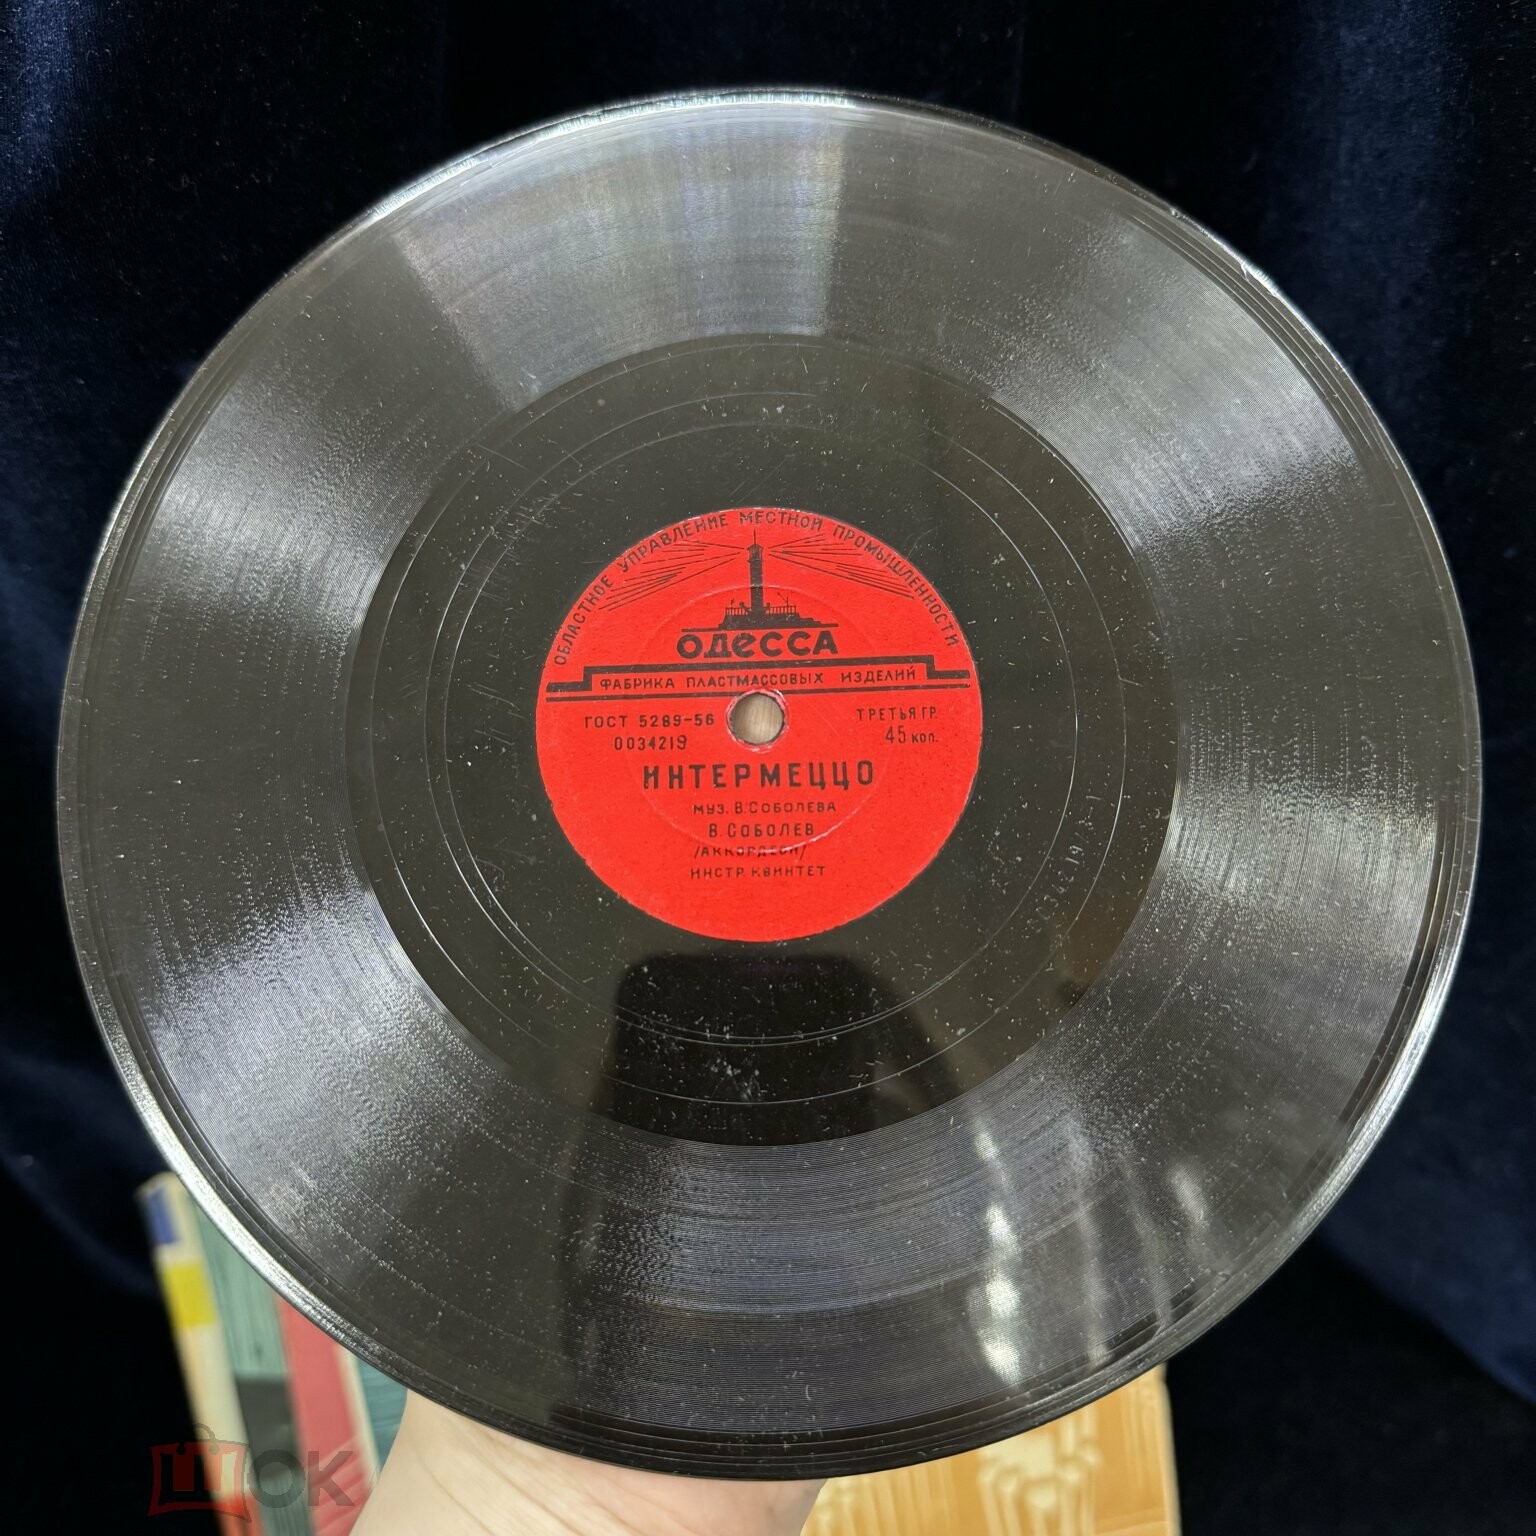 ОБЛАСТНОЕ УПРАВЛЕНИЕ МЕСТНОЙ ПРОМЫШЛЕННОСТИ
ОДЕССА
ФАБРИКА ПЛАСТМАССОВЫХ ИЗДЕЛИЙ
ГОСТ 5289-56 ТРЕТЬЯ ГР.
0034219 45 коп.
ИНТЕРМЕЦЦО
МУЗ. В. СОБОЛЕВА
В. СОБОЛЕВ
/АККОРДЕОН/
ИНСТР. КВИНТЕТ
ШОК